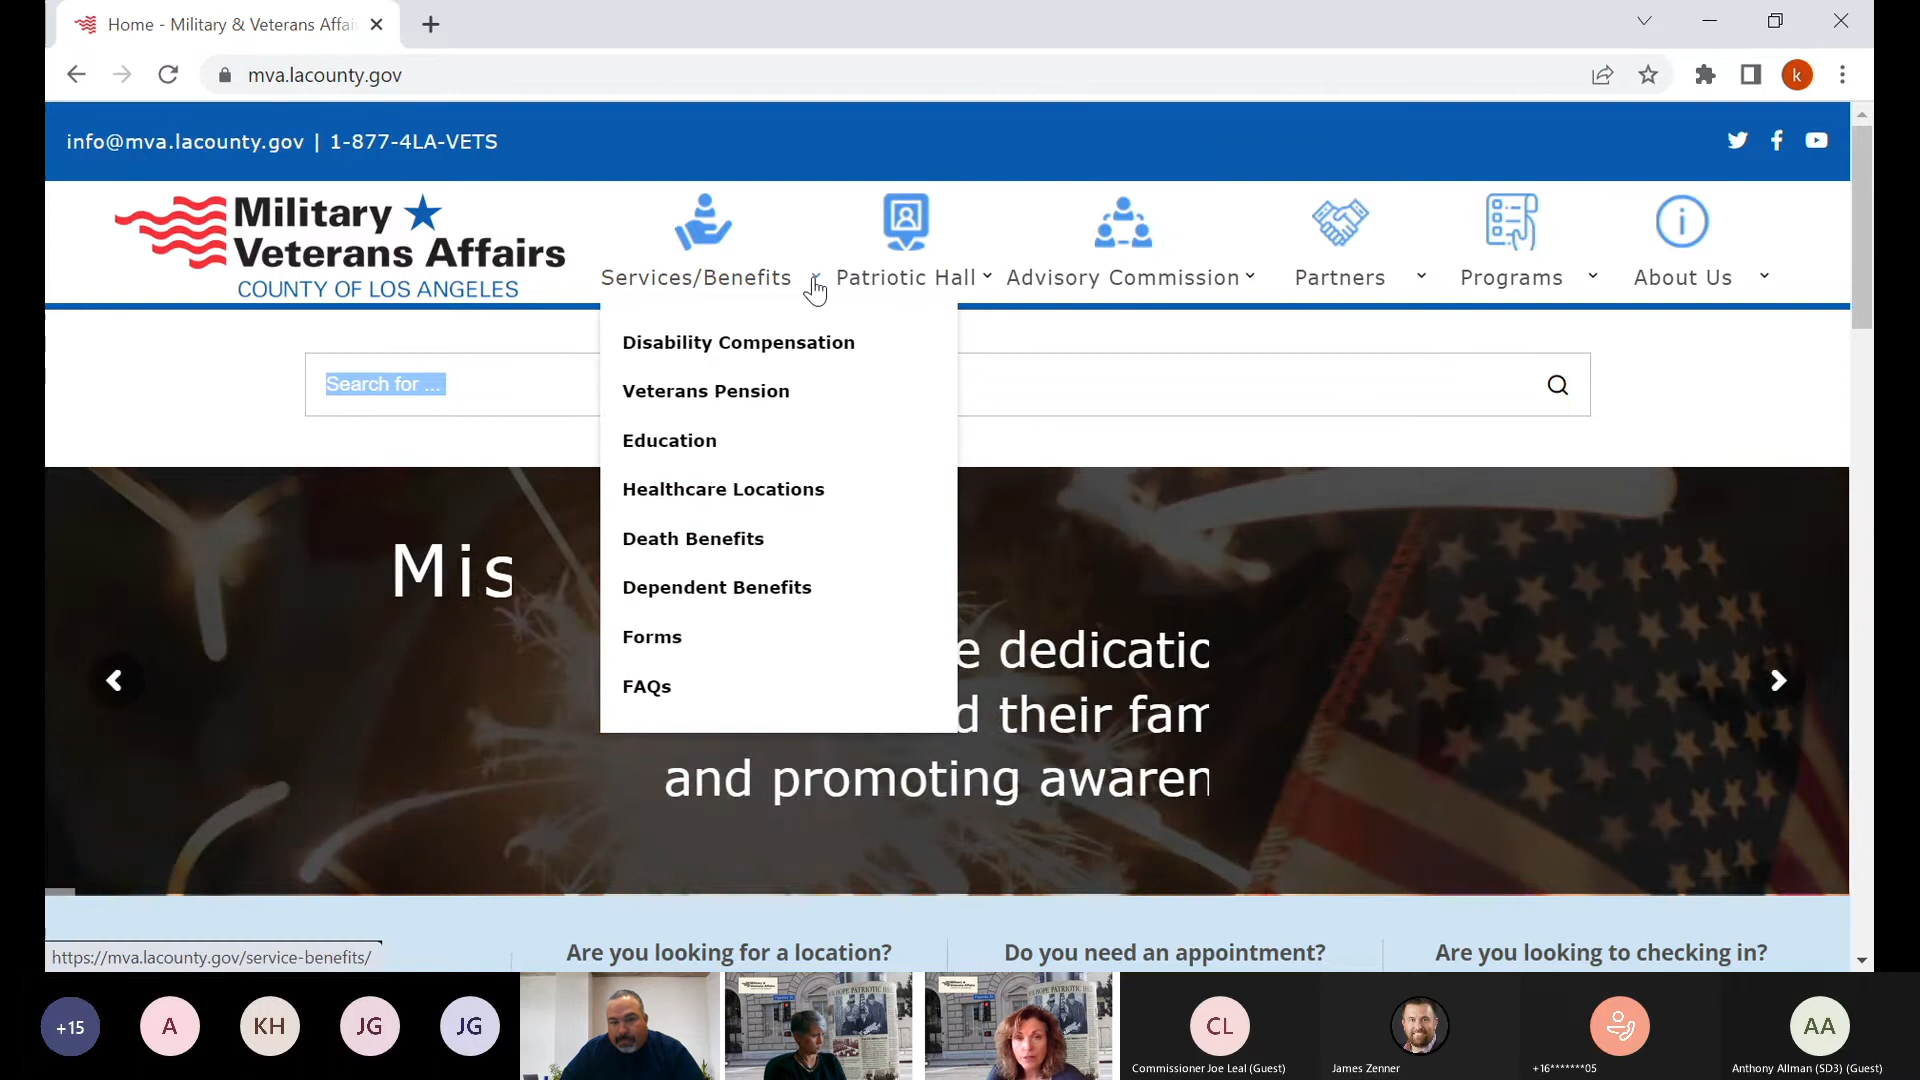 Home - Military & Veterans Affai
mva.lacounty.gov
k
info@mva.lacounty.gov | 1-877-4LA-VETS
Military
Veterans Affairs
COUNTY OF LOS ANGELES
Services/Benefits
Patriotic Hall
Advisory Commission
Partners
Programs
About Us
Search for ...
Disability Compensation
Veterans Pension
Education
Healthcare Locations
Death Benefits
Dependent Benefits
Forms
FAQs
Mis
e dedicatio
d their fam
and promoting awaren
Are you looking for a location?
Do you need an appointment?
Are you looking to checking in?
https://mva.lacounty.gov/service-benefits/
+15
A
KH
JG
JG
CL
AA
Commissioner Joe Leal (Guest)
James Zenner
+16*******05
Anthony Allman (SD3) (Guest)